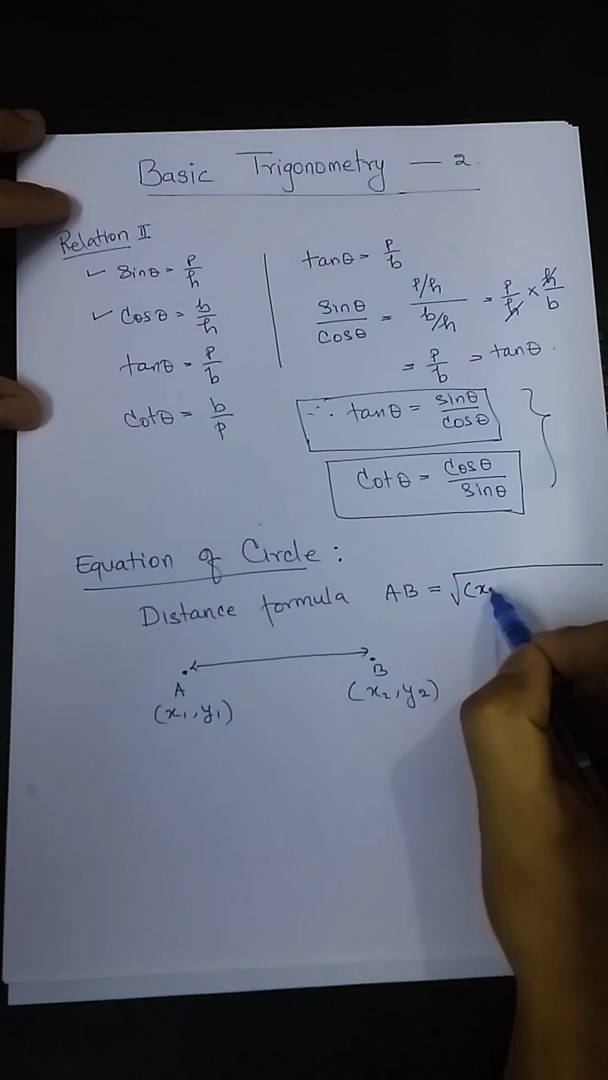 Basic Trigonometry — 2.
Relation II
✓ sinθ = p/h
✓ Cosθ = b/h
tanθ = p/b
Cotθ = b/p
tanθ = p/b
sinθ/cosθ = (p/h)/(b/h) = p/h × h/b
= p/b = tanθ.
∴ tanθ = sinθ/cosθ
Cotθ = Cosθ/sinθ
Equation of Circle :
Distance formula AB = √(x
A B
(x₁, y₁) (x₂, y₂)